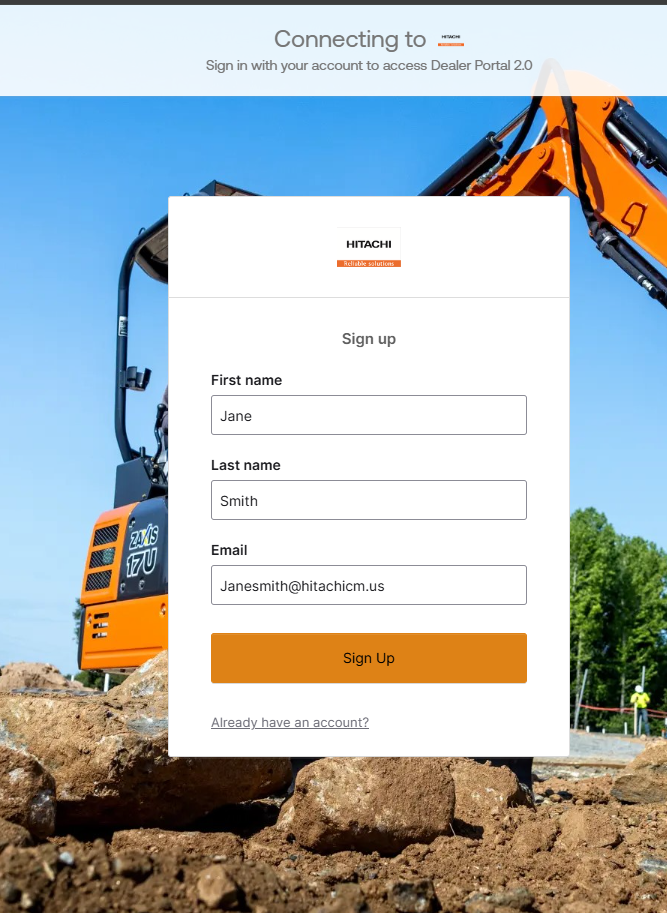 Connecting to HITACHI
Sign in with your account to access Dealer Portal 2.0
HITACHI
Reliable solutions
Sign up
First name
Jane
Last name
Smith
Email
Janesmith@hitachicm.us
Sign Up
Already have an account?
ZAXIS
17U